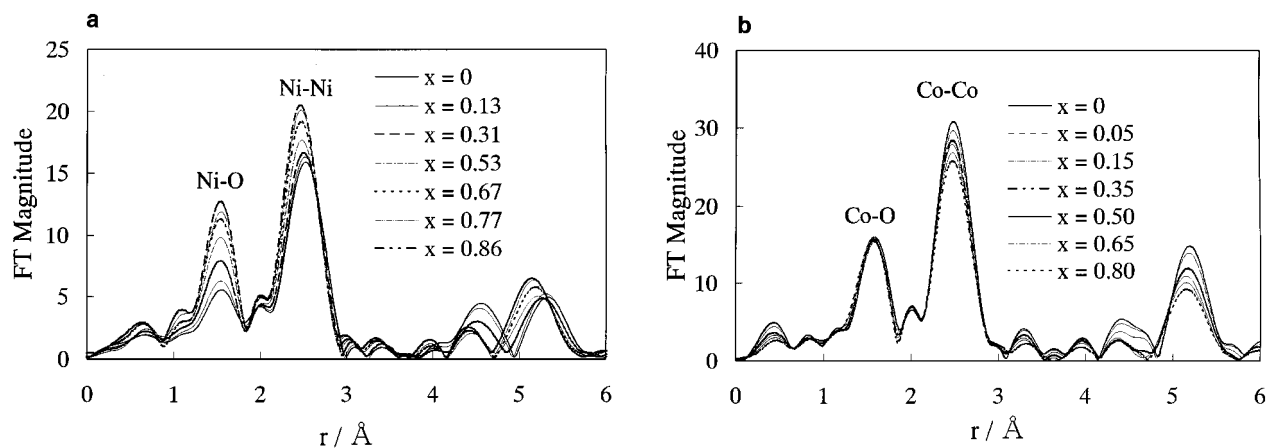 a
25
20
15
10
5
0
FT Magnitude
Ni-O
Ni-Ni
x = 0
x = 0.13
x = 0.31
x = 0.53
x = 0.67
x = 0.77
x = 0.86
0 1 2 3 4 5 6
r / Å
b
40
30
20
10
0
FT Magnitude
Co-O
Co-Co
x = 0
x = 0.05
x = 0.15
x = 0.35
x = 0.50
x = 0.65
x = 0.80
0 1 2 3 4 5 6
r / Å